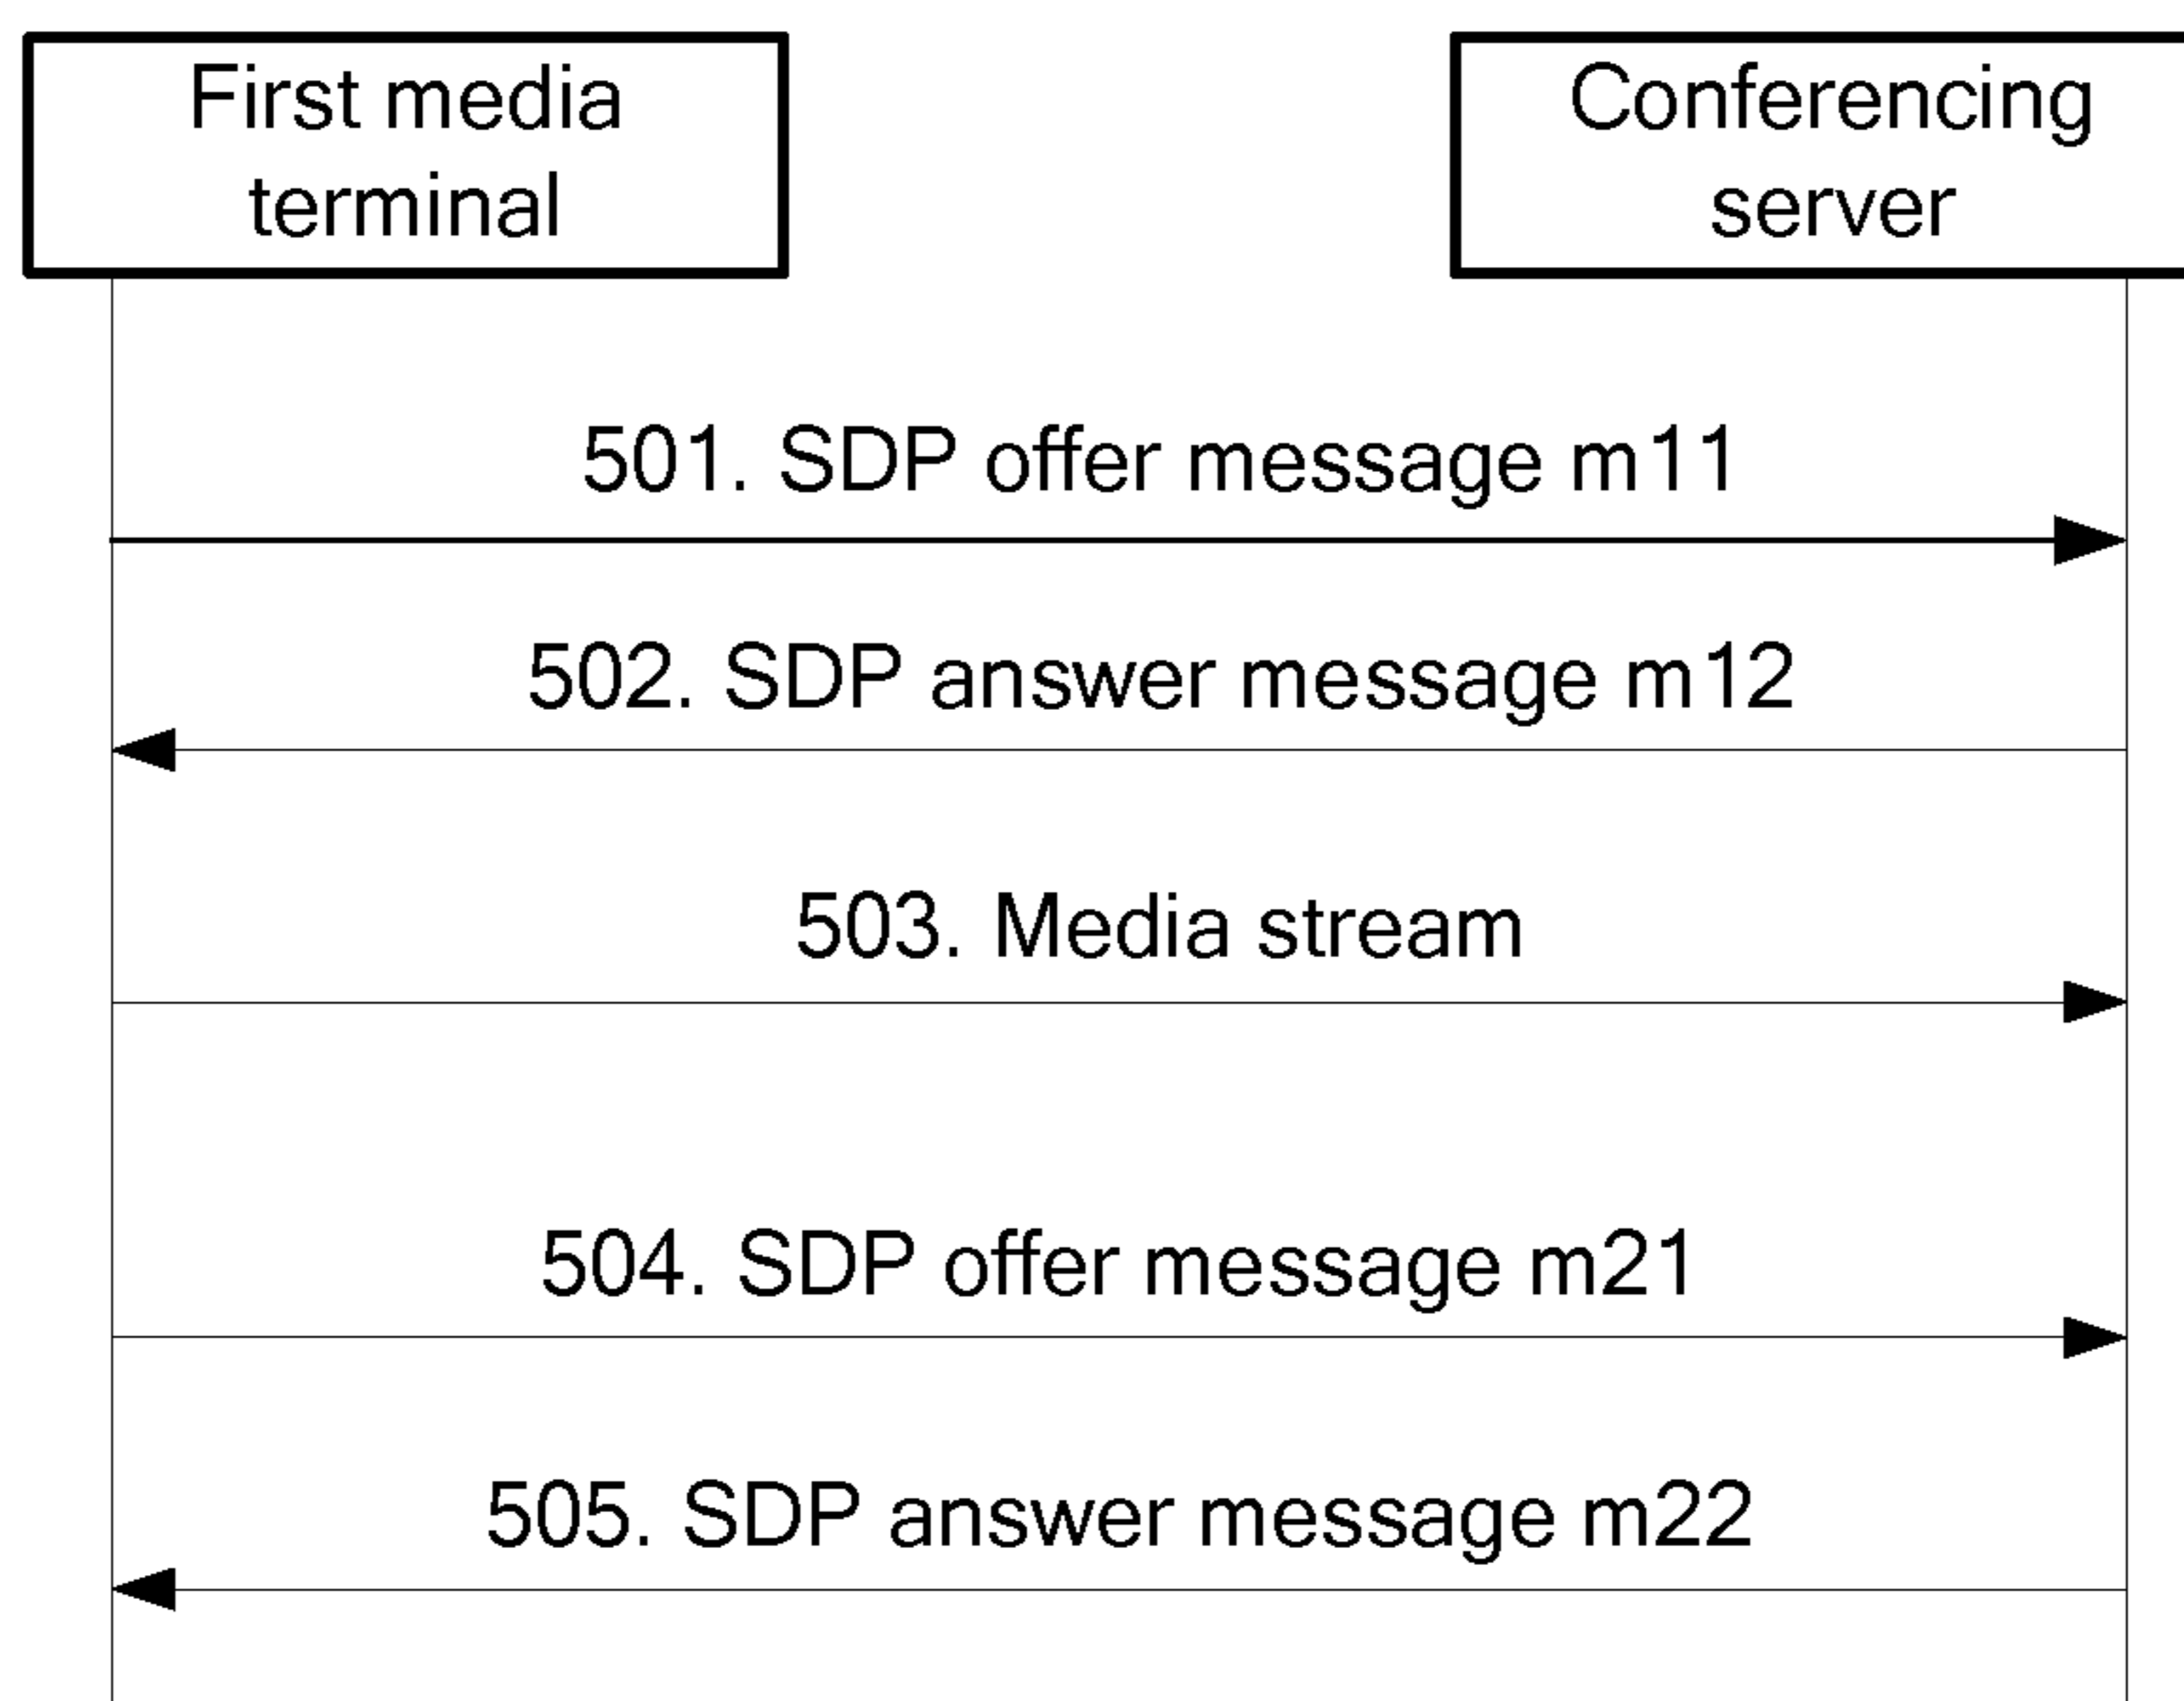 First media
terminal
Conferencing
server
501. SDP offer message m11
502. SDP answer message m12
503. Media stream
504. SDP offer message m21
505. SDP answer message m22